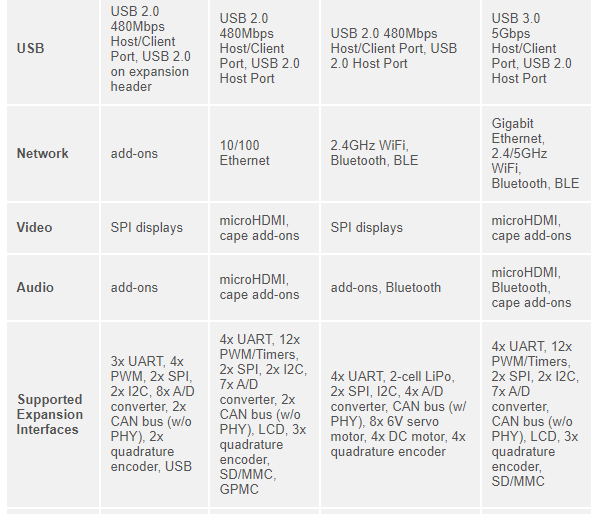 USB
USB 2.0
480Mbps
Host/Client
Port, USB 2.0
on expansion
header
USB 2.0
480Mbps
Host/Client
Port, USB 2.0
Host Port
USB 2.0 480Mbps
Host/Client Port, USB
2.0 Host Port
USB 3.0
5Gbps
Host/Client
Port, USB 2.0
Host Port
Network
add-ons
10/100
Ethernet
2.4GHz WiFi,
Bluetooth, BLE
Gigabit
Ethernet,
2.4/5GHz
WiFi,
Bluetooth, BLE
Video
SPI displays
microHDMI,
cape add-ons
SPI displays
microHDMI,
cape add-ons
Audio
add-ons
microHDMI,
cape add-ons
add-ons, Bluetooth
microHDMI,
Bluetooth,
cape add-ons
Supported
Expansion
Interfaces
3x UART, 4x
PWM, 2x SPI,
2x I2C, 8x A/D
converter, 2x
CAN bus (w/o
PHY), 2x
quadrature
encoder, USB
4x UART, 12x
PWM/Timers,
2x SPI, 2x I2C,
7x A/D
converter, 2x
CAN bus (w/o
PHY), LCD, 3x
quadrature
encoder,
SD/MMC,
GPMC
4x UART, 2-cell LiPo,
2x SPI, I2C, 4x A/D
converter, CAN bus (w/
PHY), 8x 6V servo
motor, 4x DC motor, 4x
quadrature encoder
4x UART, 12x
PWM/Timers,
2x SPI, 2x I2C,
7x A/D
converter,
CAN bus (w/o
PHY), LCD, 3x
quadrature
encoder,
SD/MMC